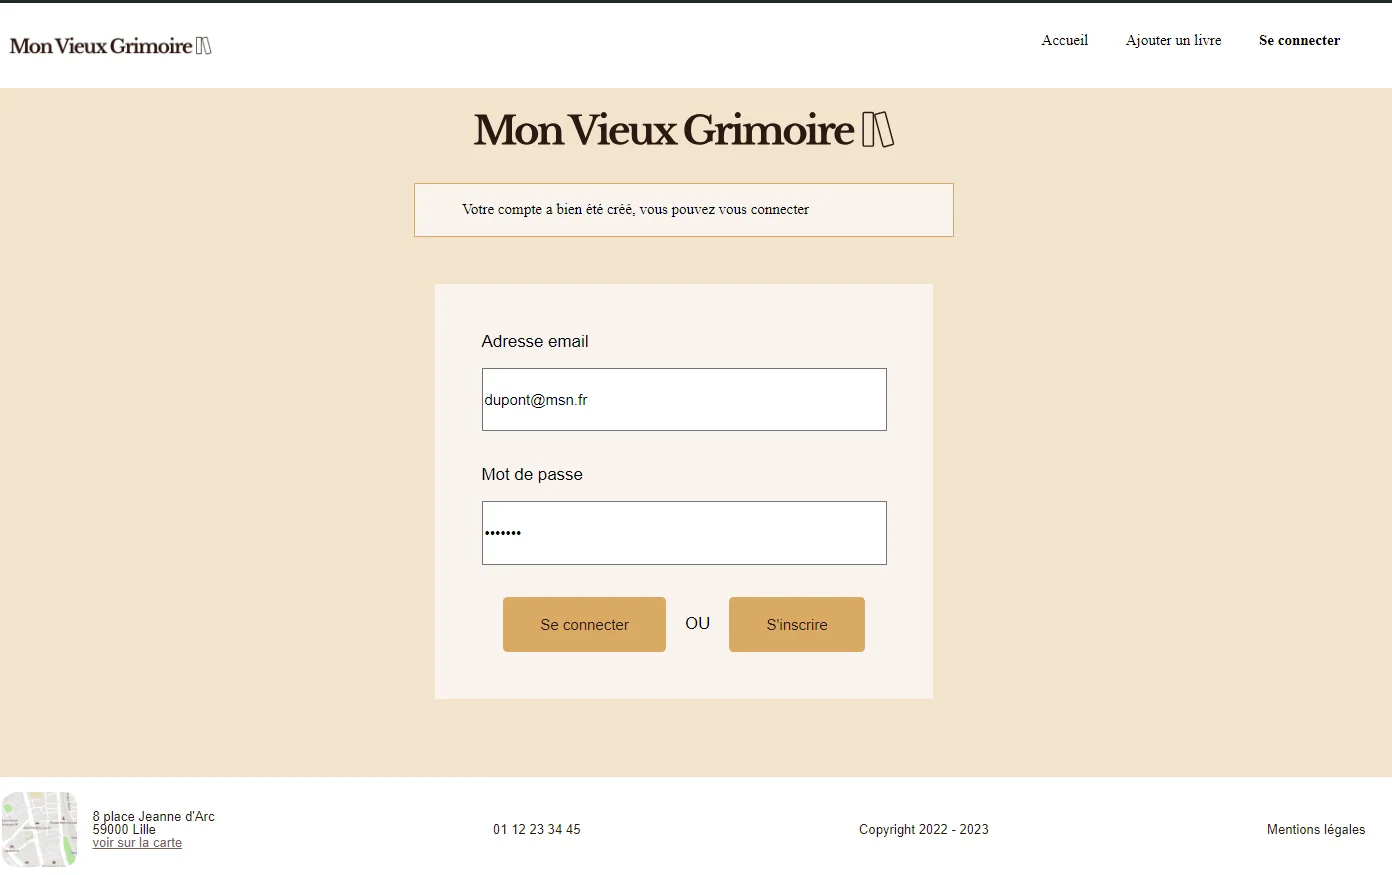 Mon Vieux Grimoire
Accueil
Ajouter un livre
Se connecter
Mon Vieux Grimoire
Votre compte a bien été créé, vous pouvez vous connecter
Adresse email
dupont@msn.fr
Mot de passe
•••••••
Se connecter
OU
S'inscrire
8 place Jeanne d'Arc
59000 Lille
voir sur la carte
01 12 23 34 45
Copyright 2022 - 2023
Mentions légales